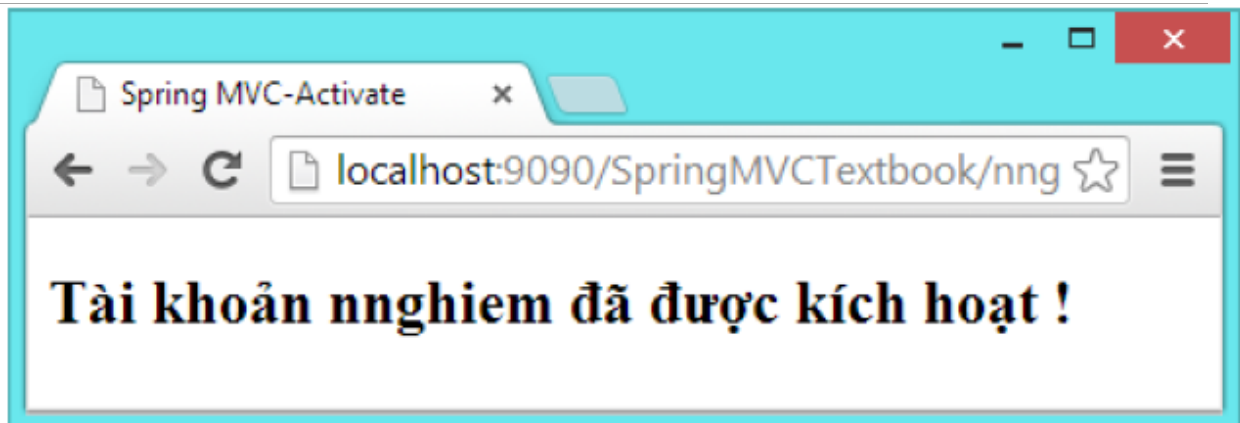 Spring MVC-Activate
localhost:9090/SpringMVCTextbook/nng
Tài khoản nnghiem đã được kích hoạt !